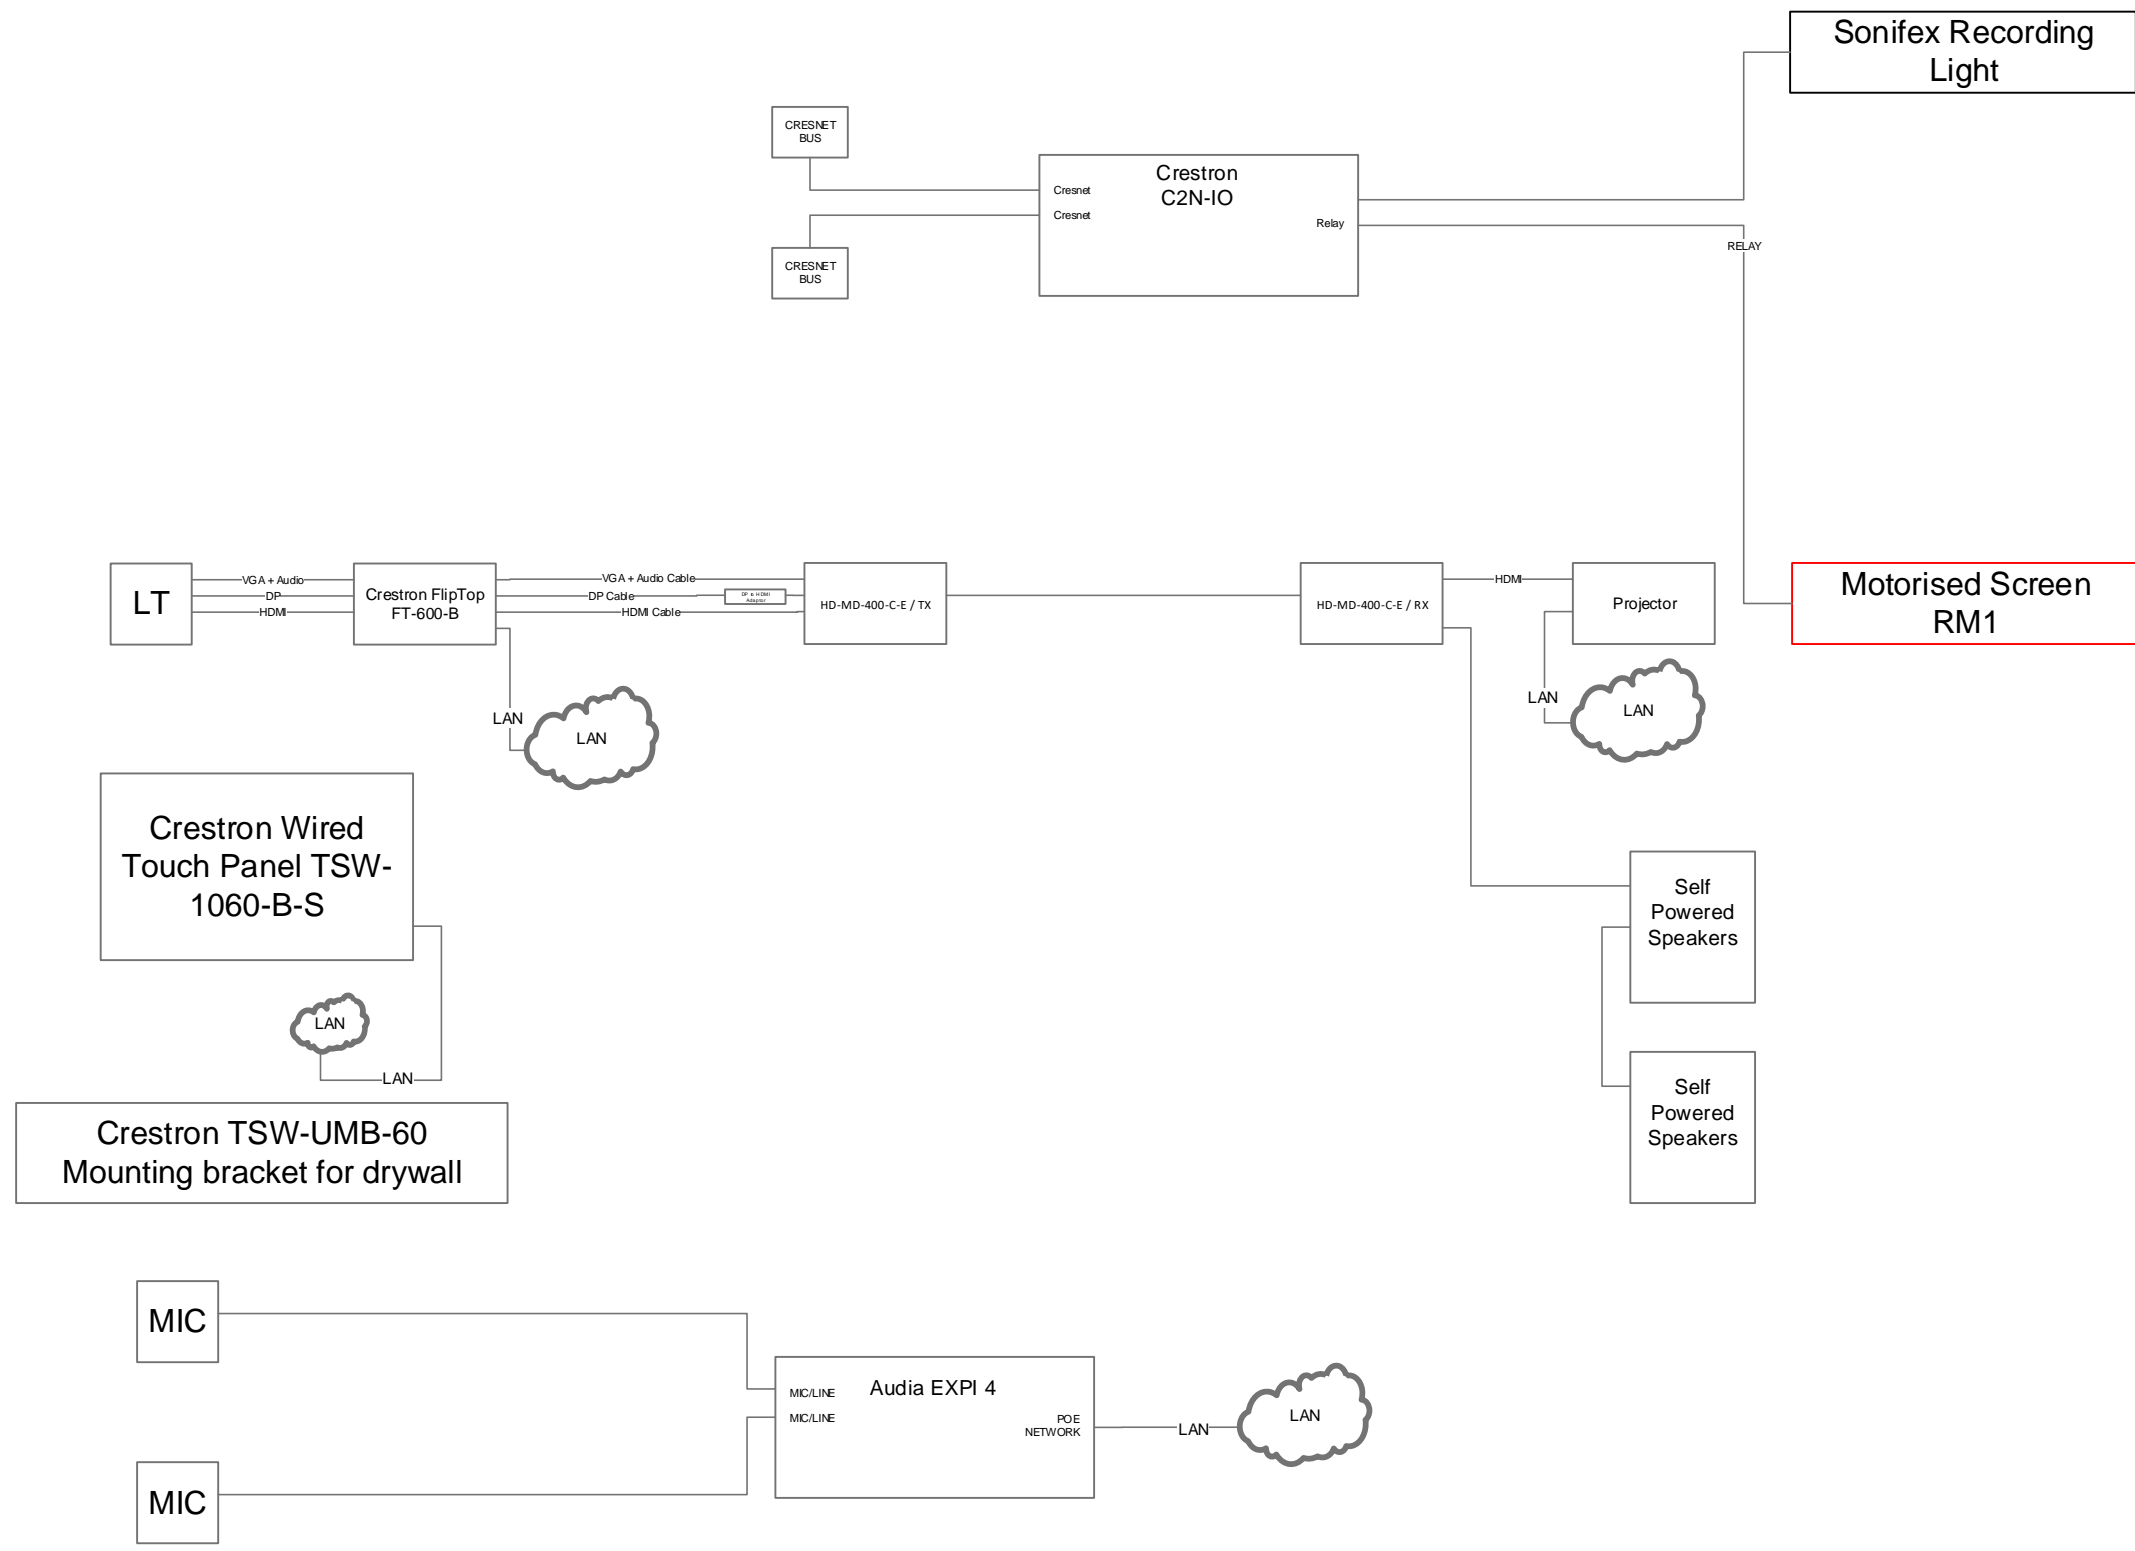 Sonifex Recording
Light
CRESNET
BUS
Crestron
C2N-IO
Cresnet
Cresnet
Relay
RELAY
CRESNET
BUS
LT
VGA + Audio
DP
HDMI
Crestron FlipTop
FT-600-B
VGA + Audio Cable
DP Cable
DP to HDMI
Adaptor
HDMI Cable
HD-MD-400-C-E / TX
HD-MD-400-C-E / RX
HDMI
Projector
Motorised Screen
RM1
LAN
LAN
LAN
LAN
Crestron Wired
Touch Panel TSW-
1060-B-S
LAN
LAN
Self
Powered
Speakers
Crestron TSW-UMB-60
Mounting bracket for drywall
Self
Powered
Speakers
MIC
MIC
MIC/LINE
MIC/LINE
Audia EXPI 4
POE
NETWORK
LAN
LAN